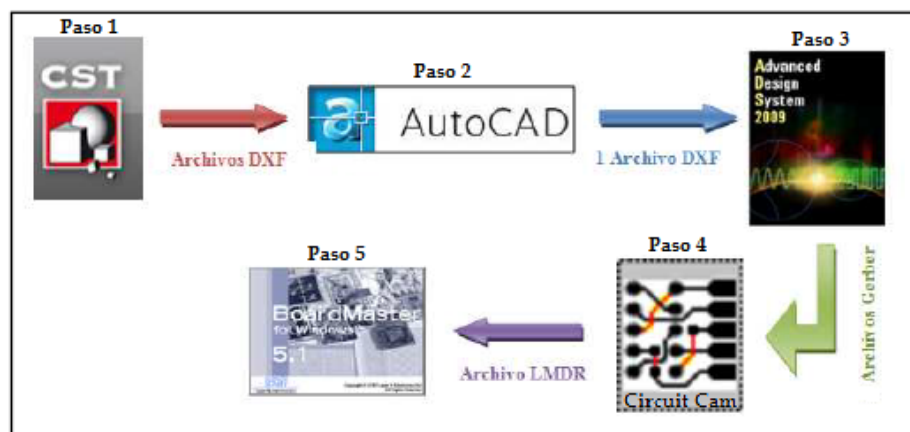 Paso 1
CST
Archivos DXF
Paso 2
AutoCAD
1 Archivo DXF
Paso 3
Advanced
Design
System
2009
Archivos Gerber
Paso 4
Circuit Cam
Archivo LMDR
Paso 5
BoardMaster
for Windows
5.1